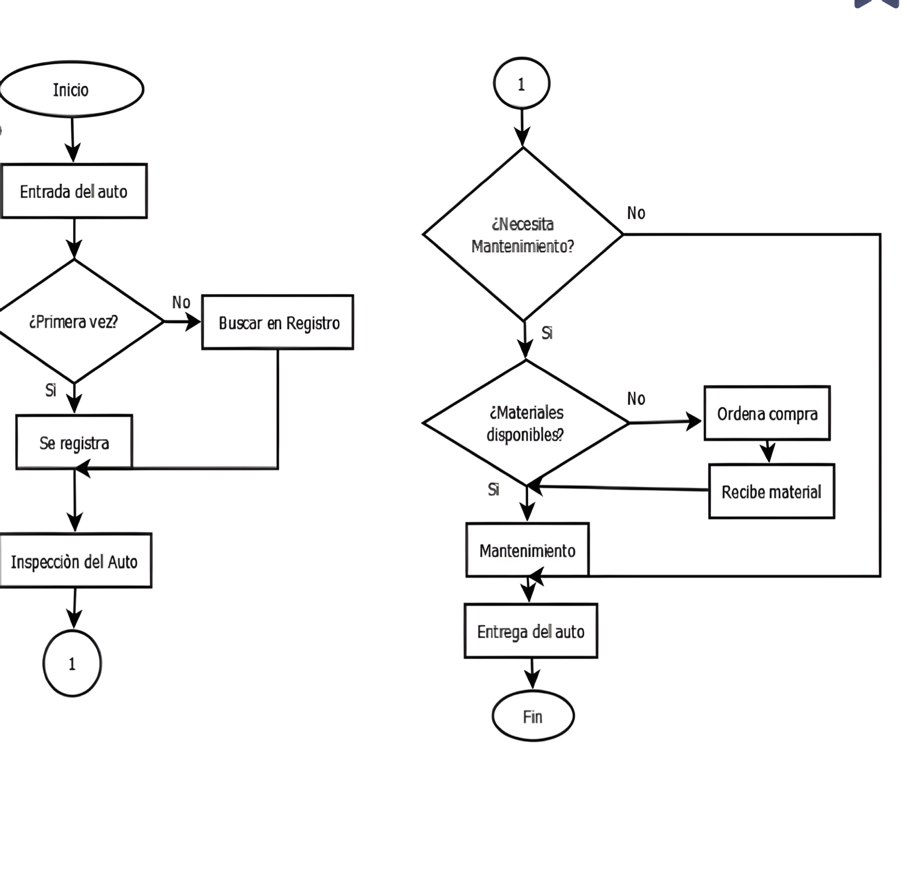 Inicio
Entrada del auto
¿Primera vez?
No
Buscar en Registro
Si
Se registra
Inspecciòn del Auto
1
1
¿Necesita
Mantenimiento?
No
Si
¿Materiales
disponibles?
No
Ordena compra
Recibe material
Si
Mantenimiento
Entrega del auto
Fin